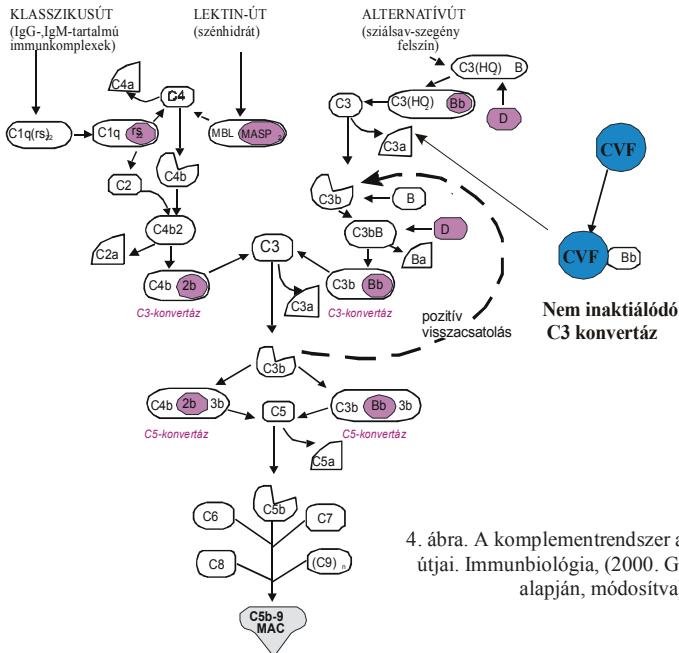 KLASSZIKUSÚT
(IgG-,IgM-tartalmú
immunkomplexek)
LEKTIN-ÚT
(szénhidrát)
ALTERNATÍVÚT
(sziálsav-szegény
felszín)
C4a
C4
C1q(rs)2
C1q rs2
MBL MASP 2
C2
C4b
C4b2
C2a
C4b 2b
C3-konvertáz
C3(H2O) B
C3(H2O) Bb
D
C3
C3a
C3b
B
C3bB
D
Ba
C3b Bb
C3-konvertáz
C3
C3a
pozitív
visszacsatolás
CVF
CVF Bb
Nem inaktiálódó
C3 konvertáz
C3b
C4b 2b 3b
C5-konvertáz
C5
C3b Bb 3b
C5-konvertáz
C5a
C5b
C6
C7
C8
(C9) n
C5b-9
MAC
4. ábra. A komplementrendszer a
útjai. Immunbiológia, (2000. G
alapján, módosítva